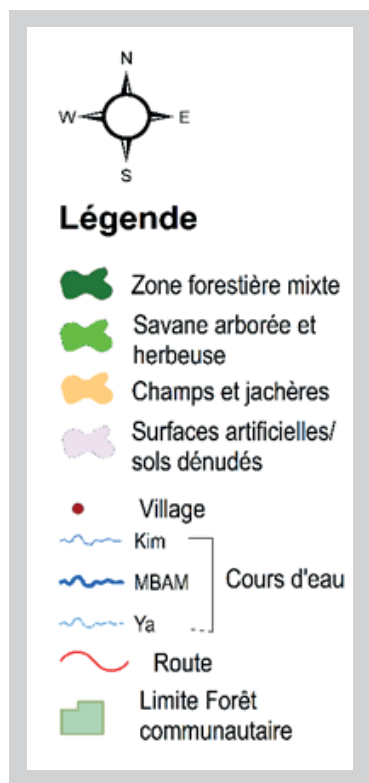 N
W E
S
Légende
Zone forestière mixte
Savane arborée et
herbeuse
Champs et jachères
Surfaces artificielles/
sols dénudés
Village
Kim
MBAM
Cours d'eau
Ya
Route
Limite Forêt
communautaire